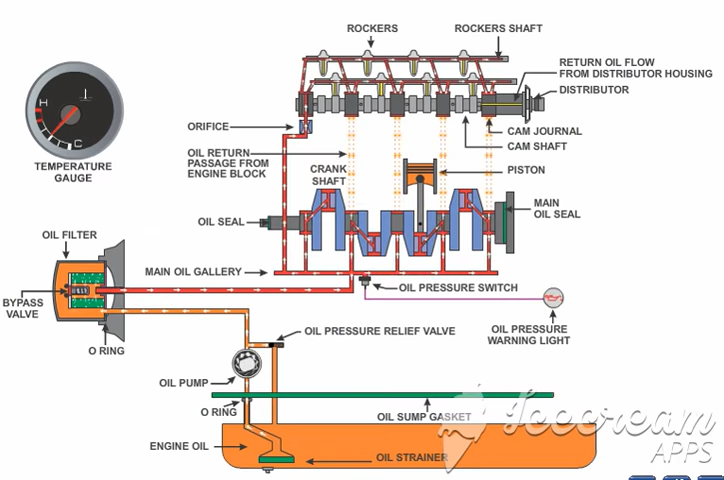 ROCKERS
ROCKERS SHAFT
RETURN OIL FLOW
FROM DISTRIBUTOR HOUSING
DISTRIBUTOR
H
C
TEMPERATURE
GAUGE
ORIFICE
CAM JOURNAL
CAM SHAFT
OIL RETURN
PASSAGE FROM
ENGINE BLOCK
CRANK
SHAFT
PISTON
OIL SEAL
MAIN
OIL SEAL
OIL FILTER
MAIN OIL GALLERY
OIL PRESSURE SWITCH
BYPASS
VALVE
O RING
OIL PRESSURE RELIEF VALVE
OIL PRESSURE
WARNING LIGHT
OIL PUMP
O RING
OIL SUMP GASKET
ENGINE OIL
OIL STRAINER
Icecream
APPS